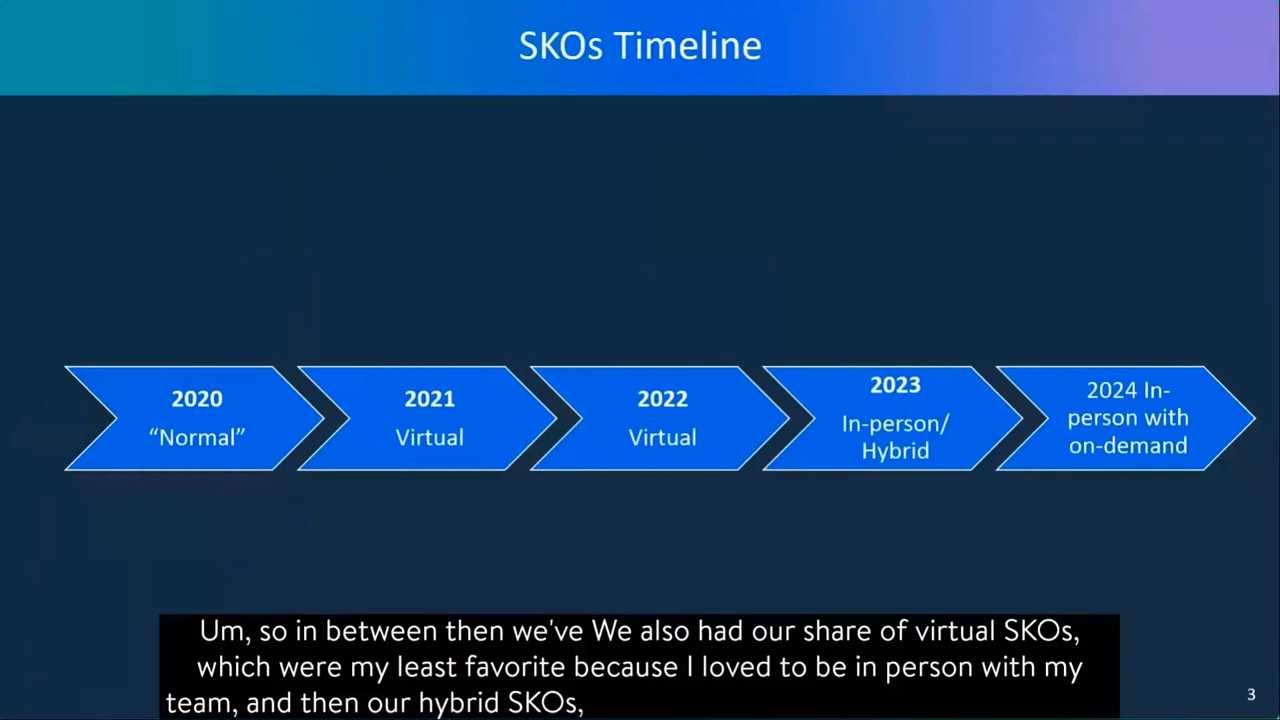 SKOs Timeline
2020
“Normal”
2021
Virtual
2022
Virtual
2023
In-person/
Hybrid
2024 In-
person with
on-demand
Um, so in between then we've We also had our share of virtual SKOs,
which were my least favorite because I loved to be in person with my
team, and then our hybrid SKOs,
3